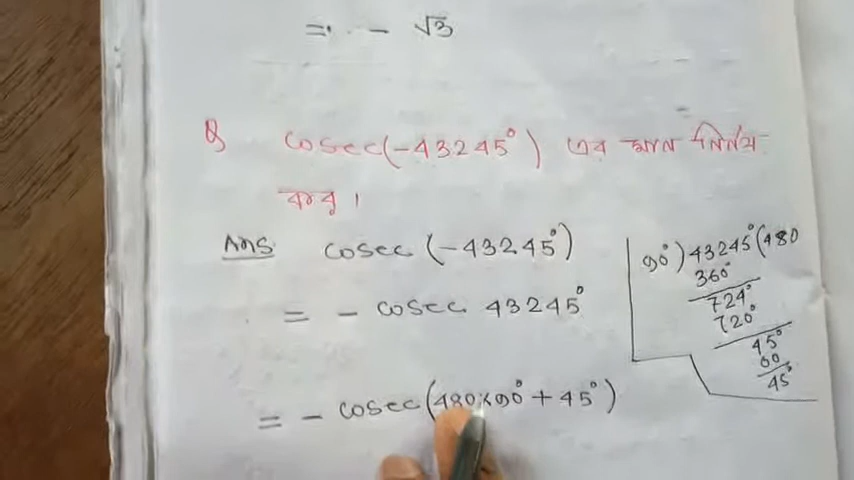 = - √3
Q cosec(-43245°) এর মান নির্ণয়
কর।
Ans cosec (-43245°)
= - cosec 43245°
= - cosec(480×90°+45°)
90°)43245°(480
360°
724°
720°
45°
00
45°